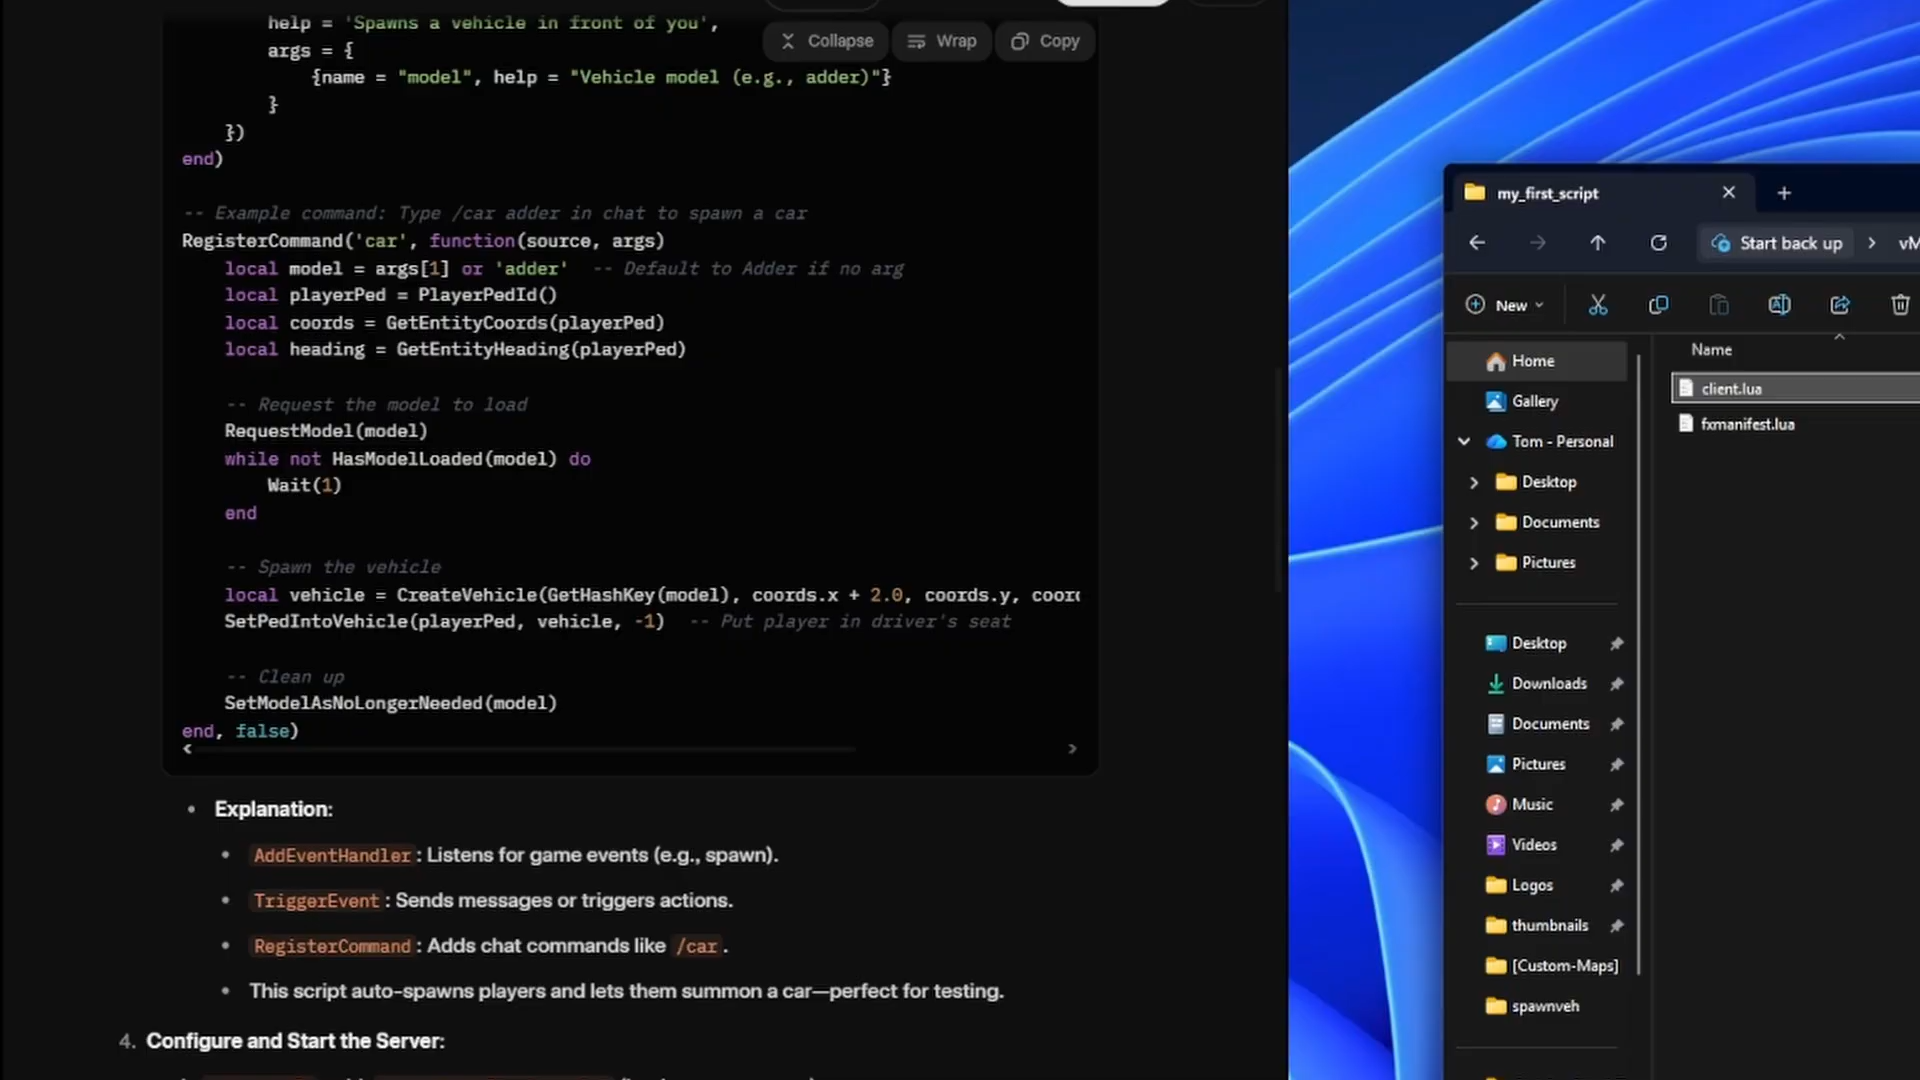 help = 'Spawns a vehicle in front of you',
args = {
{name = "model", help = "Vehicle model (e.g., adder)"}
}
})
end)
-- Example command: Type /car adder in chat to spawn a car
RegisterCommand('car', function(source, args)
local model = args[1] or 'adder'  -- Default to Adder if no arg
local playerPed = PlayerPedId()
local coords = GetEntityCoords(playerPed)
local heading = GetEntityHeading(playerPed)
-- Request the model to load
RequestModel(model)
while not HasModelLoaded(model) do
Wait(1)
end
-- Spawn the vehicle
local vehicle = CreateVehicle(GetHashKey(model), coords.x + 2.0, coords.y, coor
SetPedIntoVehicle(playerPed, vehicle, -1)  -- Put player in driver's seat
-- Clean up
SetModelAsNoLongerNeeded(model)
end, false)
Collapse
Wrap
Copy
Explanation:
AddEventHandler: Listens for game events (e.g., spawn).
TriggerEvent: Sends messages or triggers actions.
RegisterCommand: Adds chat commands like /car.
This script auto-spawns players and lets them summon a car—perfect for testing.
4. Configure and Start the Server:
my_first_script
Start back up
New
Name
client.lua
fxmanifest.lua
Home
Gallery
Tom - Personal
Desktop
Documents
Pictures
Desktop
Downloads
Documents
Pictures
Music
Videos
Logos
thumbnails
[Custom-Maps]
spawnveh